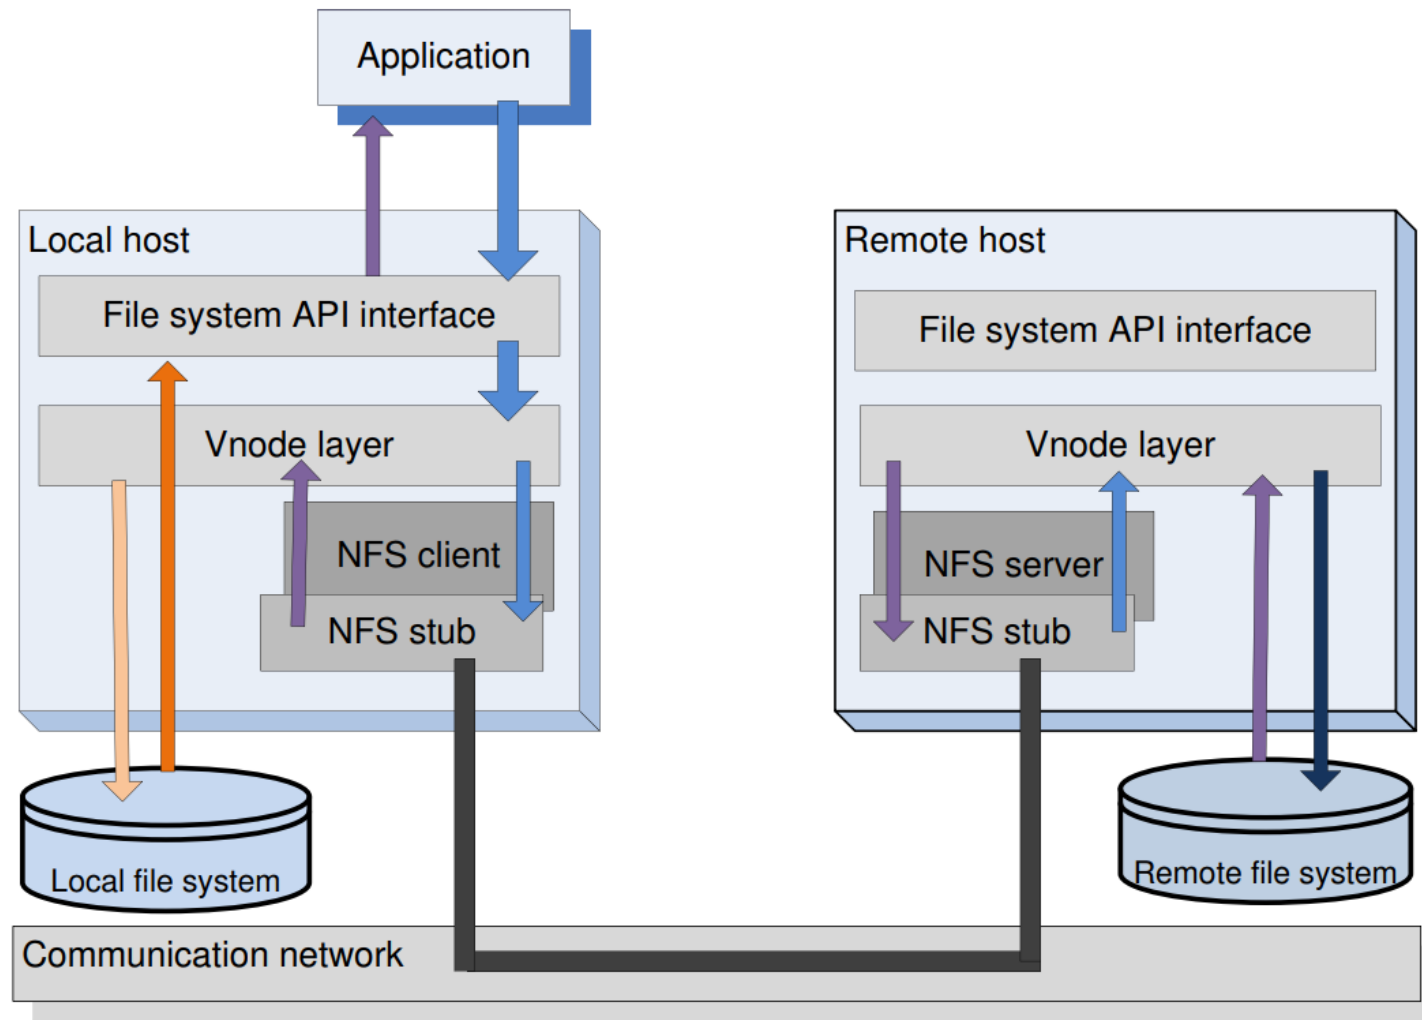 Application
Local host
File system API interface
Vnode layer
NFS client
NFS stub
Local file system
Remote host
File system API interface
Vnode layer
NFS server
NFS stub
Remote file system
Communication network